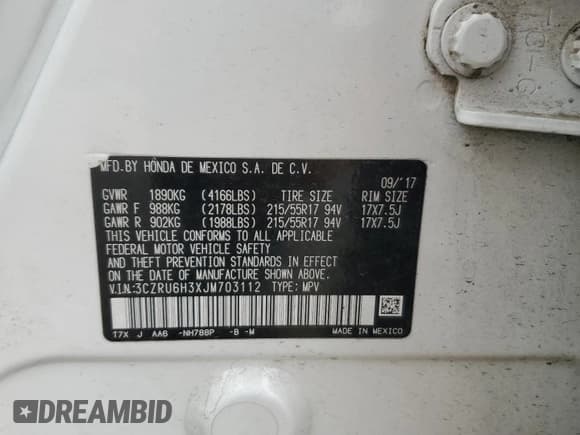 MFD.BY HONDA DE MEXICO S.A. DE C.V.
09/'17
GVWR 1890KG (4166LBS) TIRE SIZE RIM SIZE
GAWR F 988KG (2178LBS) 215/55R17 94V 17X7.5J
GAWR R 902KG (1988LBS) 215/55R17 94V 17X7.5J
THIS VEHICLE CONFORMS TO ALL APPLICABLE
FEDERAL MOTOR VEHICLE SAFETY
AND THEFT PREVENTION
STANDARDS IN EFFECT
ON THE DATE OF MANUFACTURE SHOWN ABOVE.
V.I.N.:3CZRU6H3XJM703112 TYPE: MPV
T7X J AA6 -NH788P -B -M
MADE IN MEXICO
DREAMBID